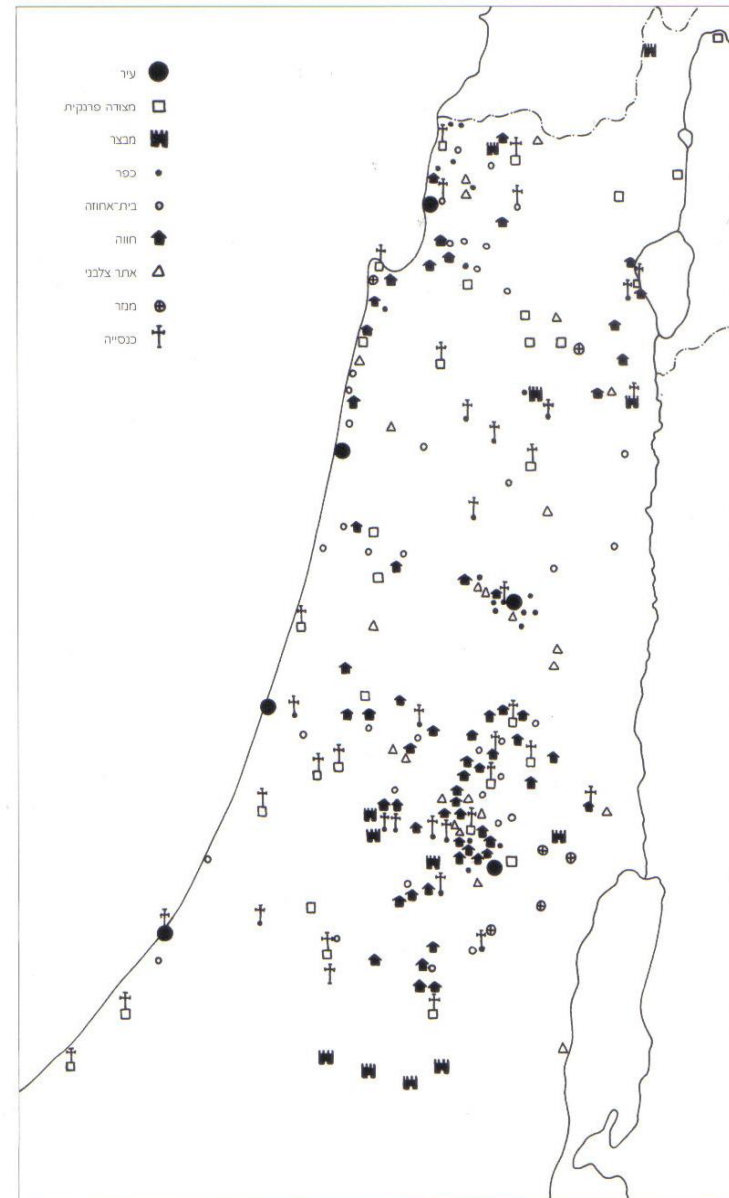 עיר
מצודה פרנקית
מבצר
כפר
בית-אחוזה
חווה
אתר צלבני
מנזר
כנסייה